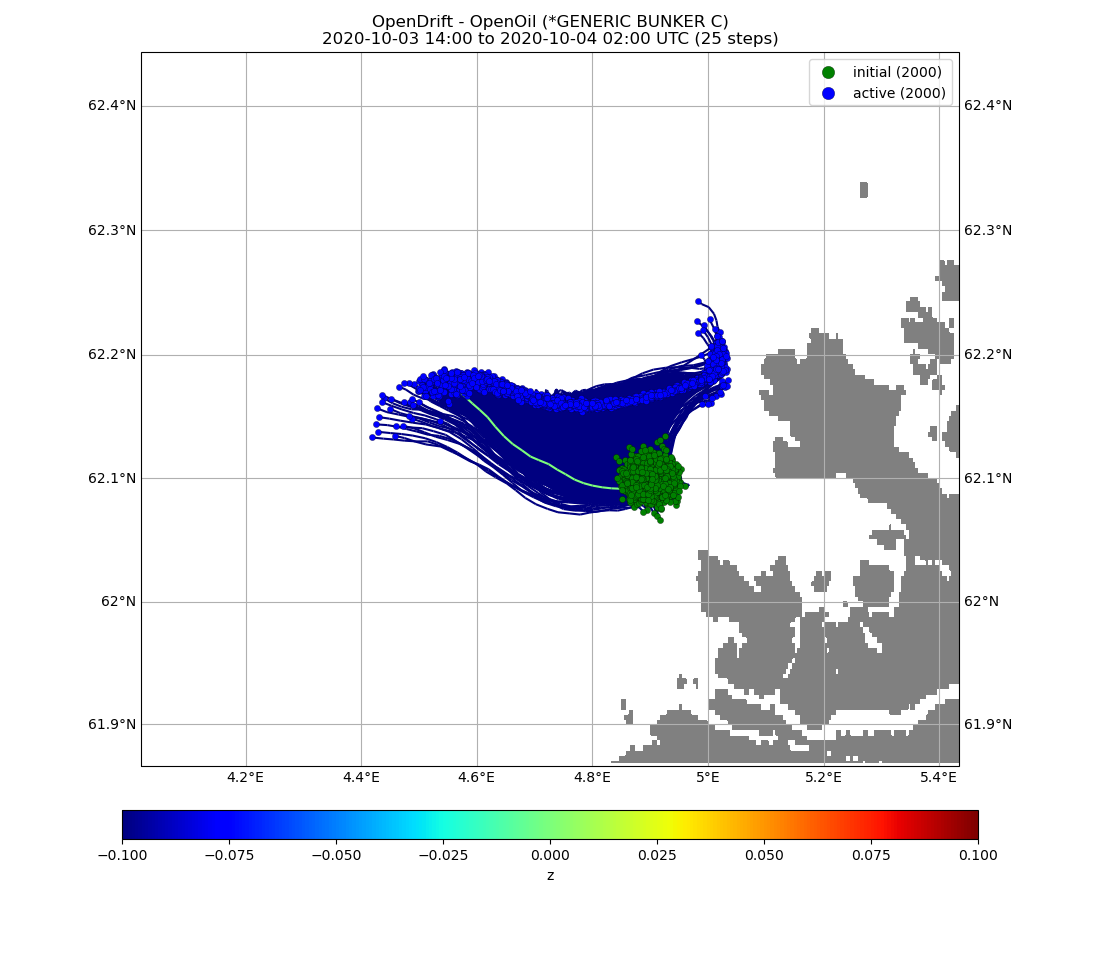 OpenDrift - OpenOil (*GENERIC BUNKER C)
2020-10-03 14:00 to 2020-10-04 02:00 UTC (25 steps)
initial (2000)
active (2000)
62.4°N 62.4°N
62.3°N 62.3°N
62.2°N 62.2°N
62.1°N 62.1°N
62°N 62°N
61.9°N 61.9°N
4.2°E 4.4°E 4.6°E 4.8°E 5°E 5.2°E 5.4°E
−0.100 −0.075 −0.050 −0.025 0.000 0.025 0.050 0.075 0.100
z